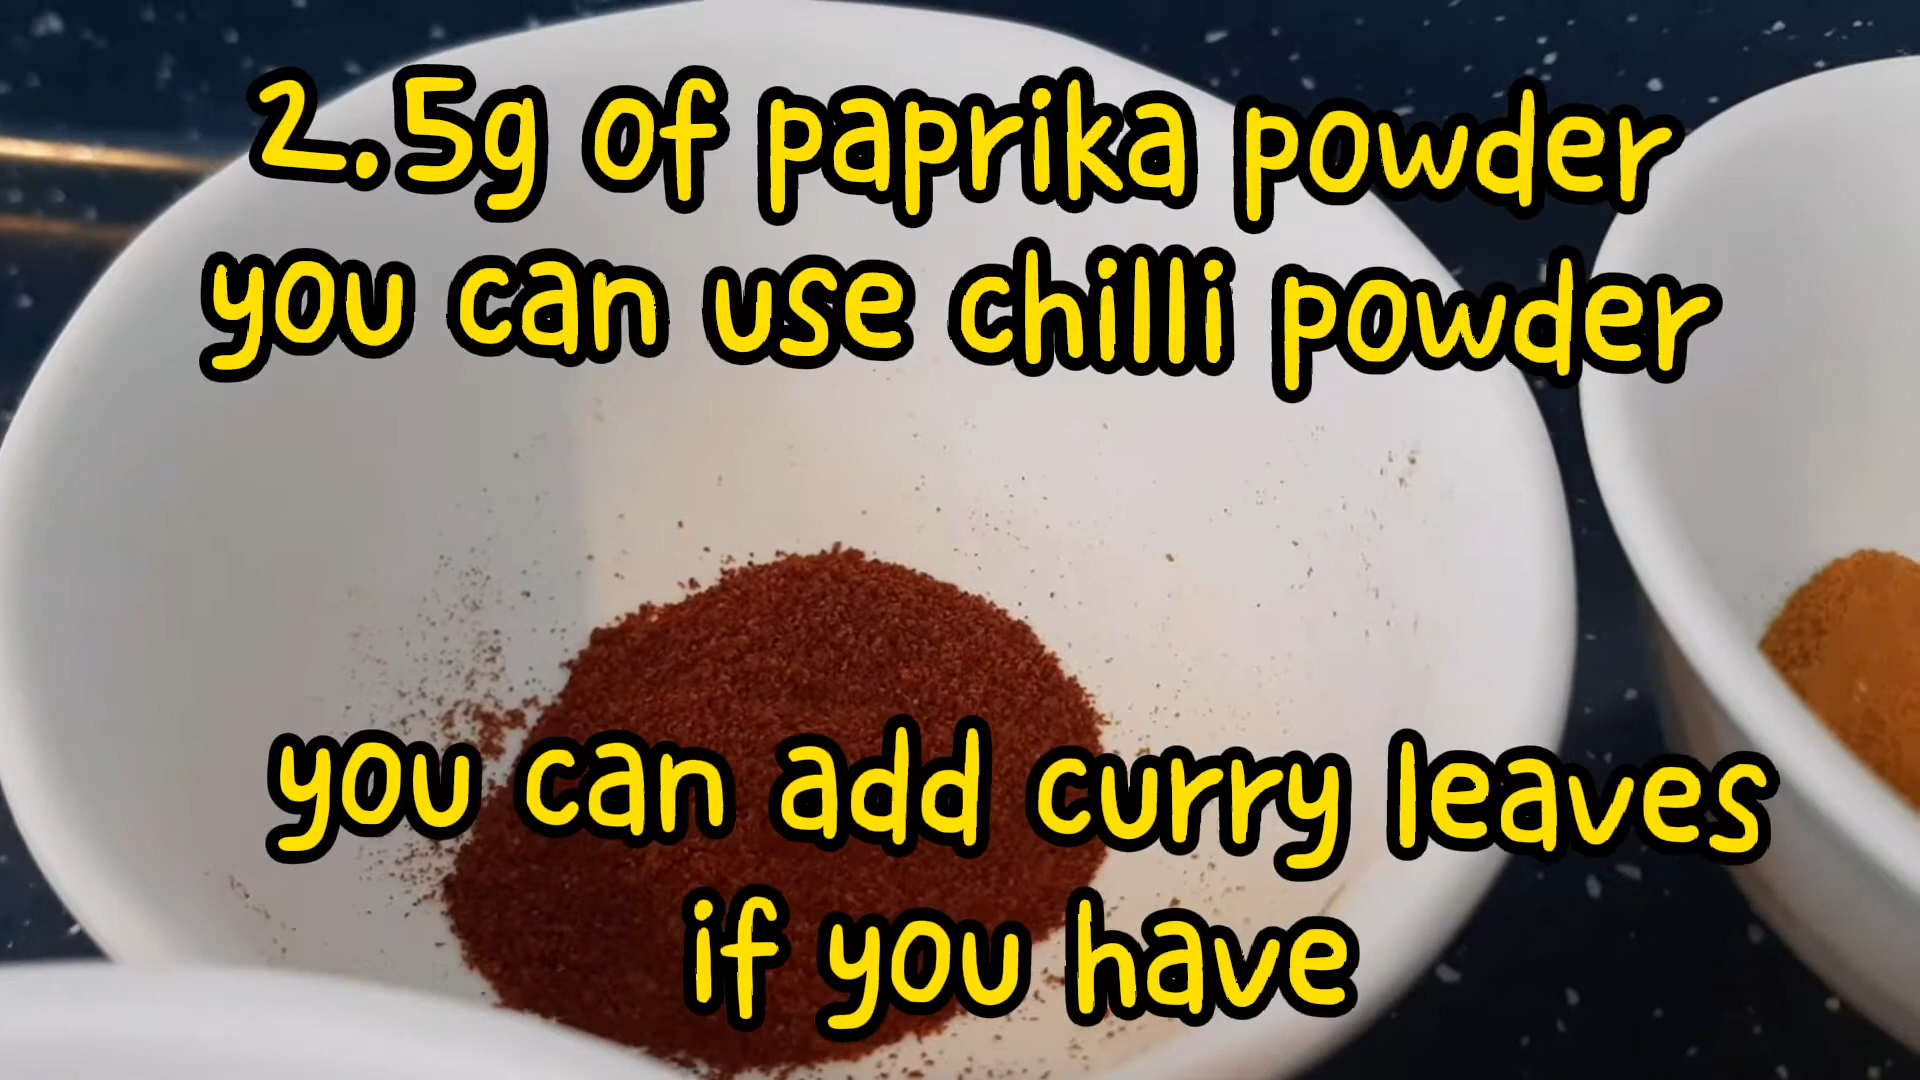 2.5g of paprika powder
you can use chilli powder
you can add curry leaves
if you have